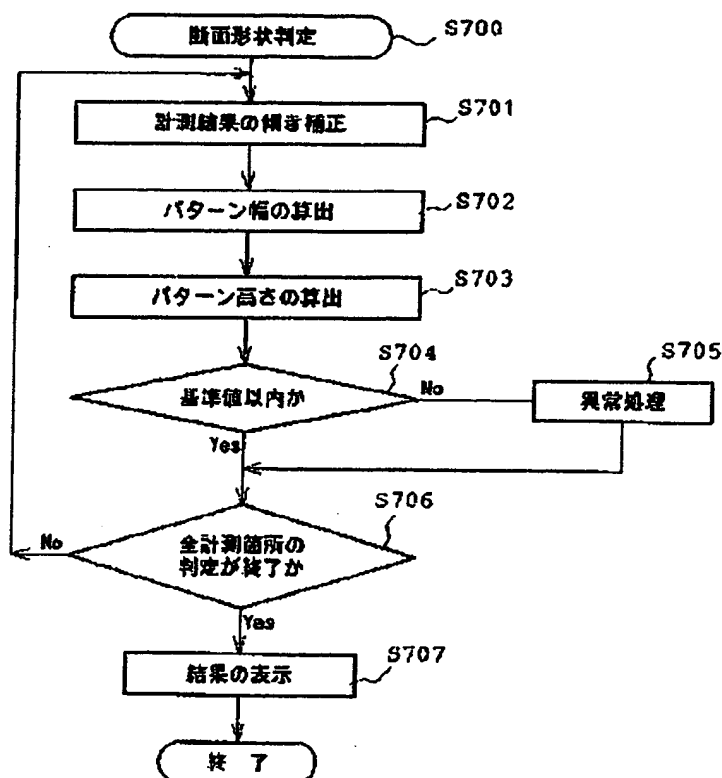 断面形状判定
S700
計測結果の傾き補正
S701
パターン幅の算出
S702
パターン高さの算出
S703
S704
基準値以内か
No
S705
異常処理
Yes
S706
全計測箇所の
判定が終了か
No
Yes
S707
結果の表示
終 了